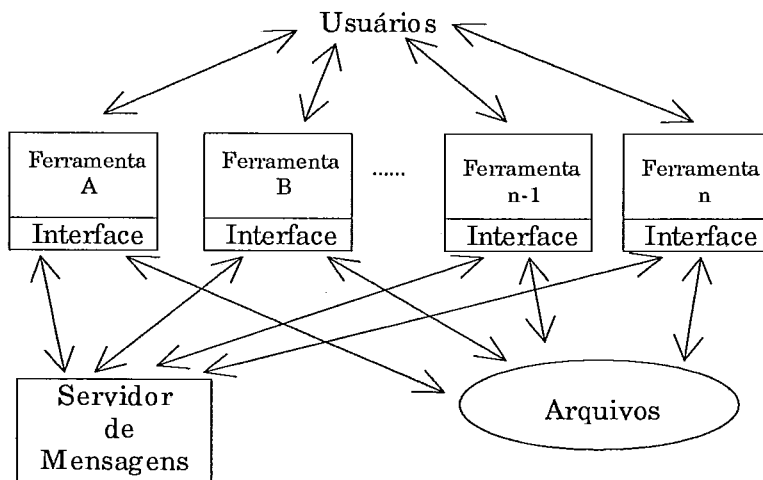 Usuários
Ferramenta
A
Interface
Ferramenta
B
Interface
......
Ferramenta
n-1
Interface
Ferramenta
n
Interface
Servidor
de
Mensagens
Arquivos